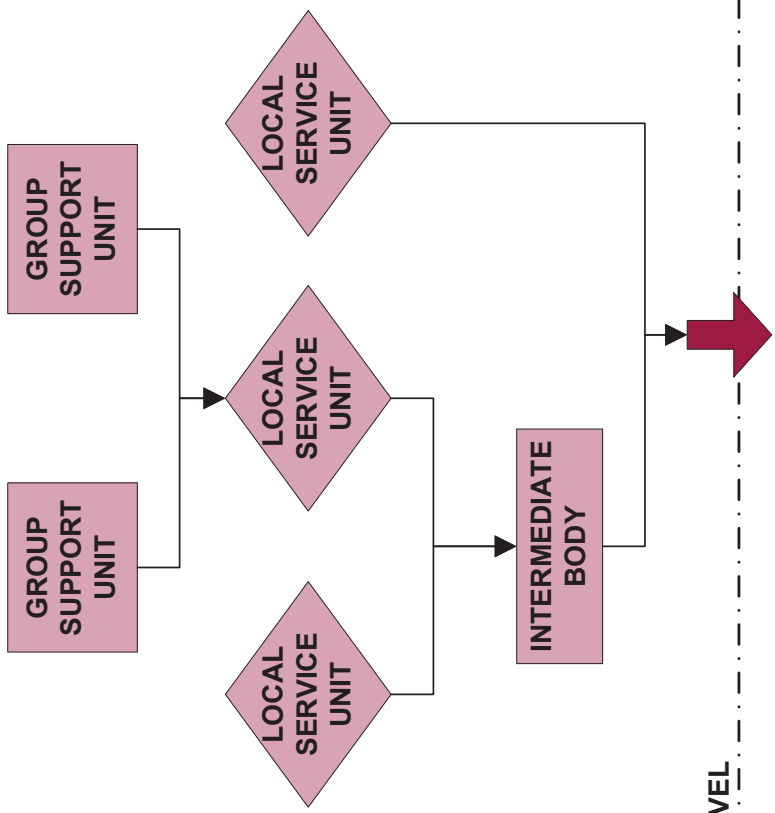 GROUP
SUPPORT
UNIT
GROUP
SUPPORT
UNIT
LOCAL
SERVICE
UNIT
LOCAL
SERVICE
UNIT
LOCAL
SERVICE
UNIT
INTERMEDIATE
BODY
VEL